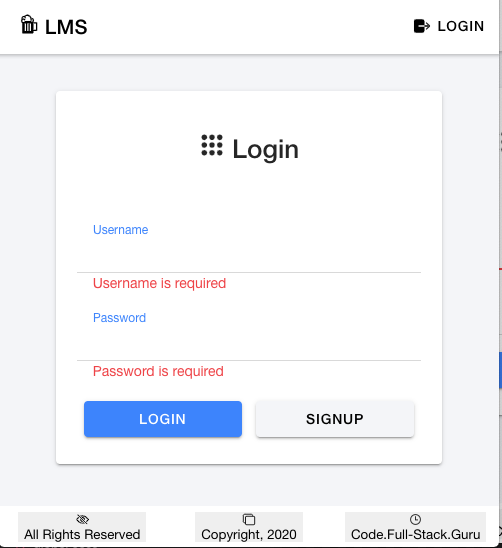 LMS
LOGIN
Login
Username
Username is required
Password
Password is required
LOGIN
SIGNUP
All Rights Reserved
Copyright, 2020
Code.Full-Stack.Guru